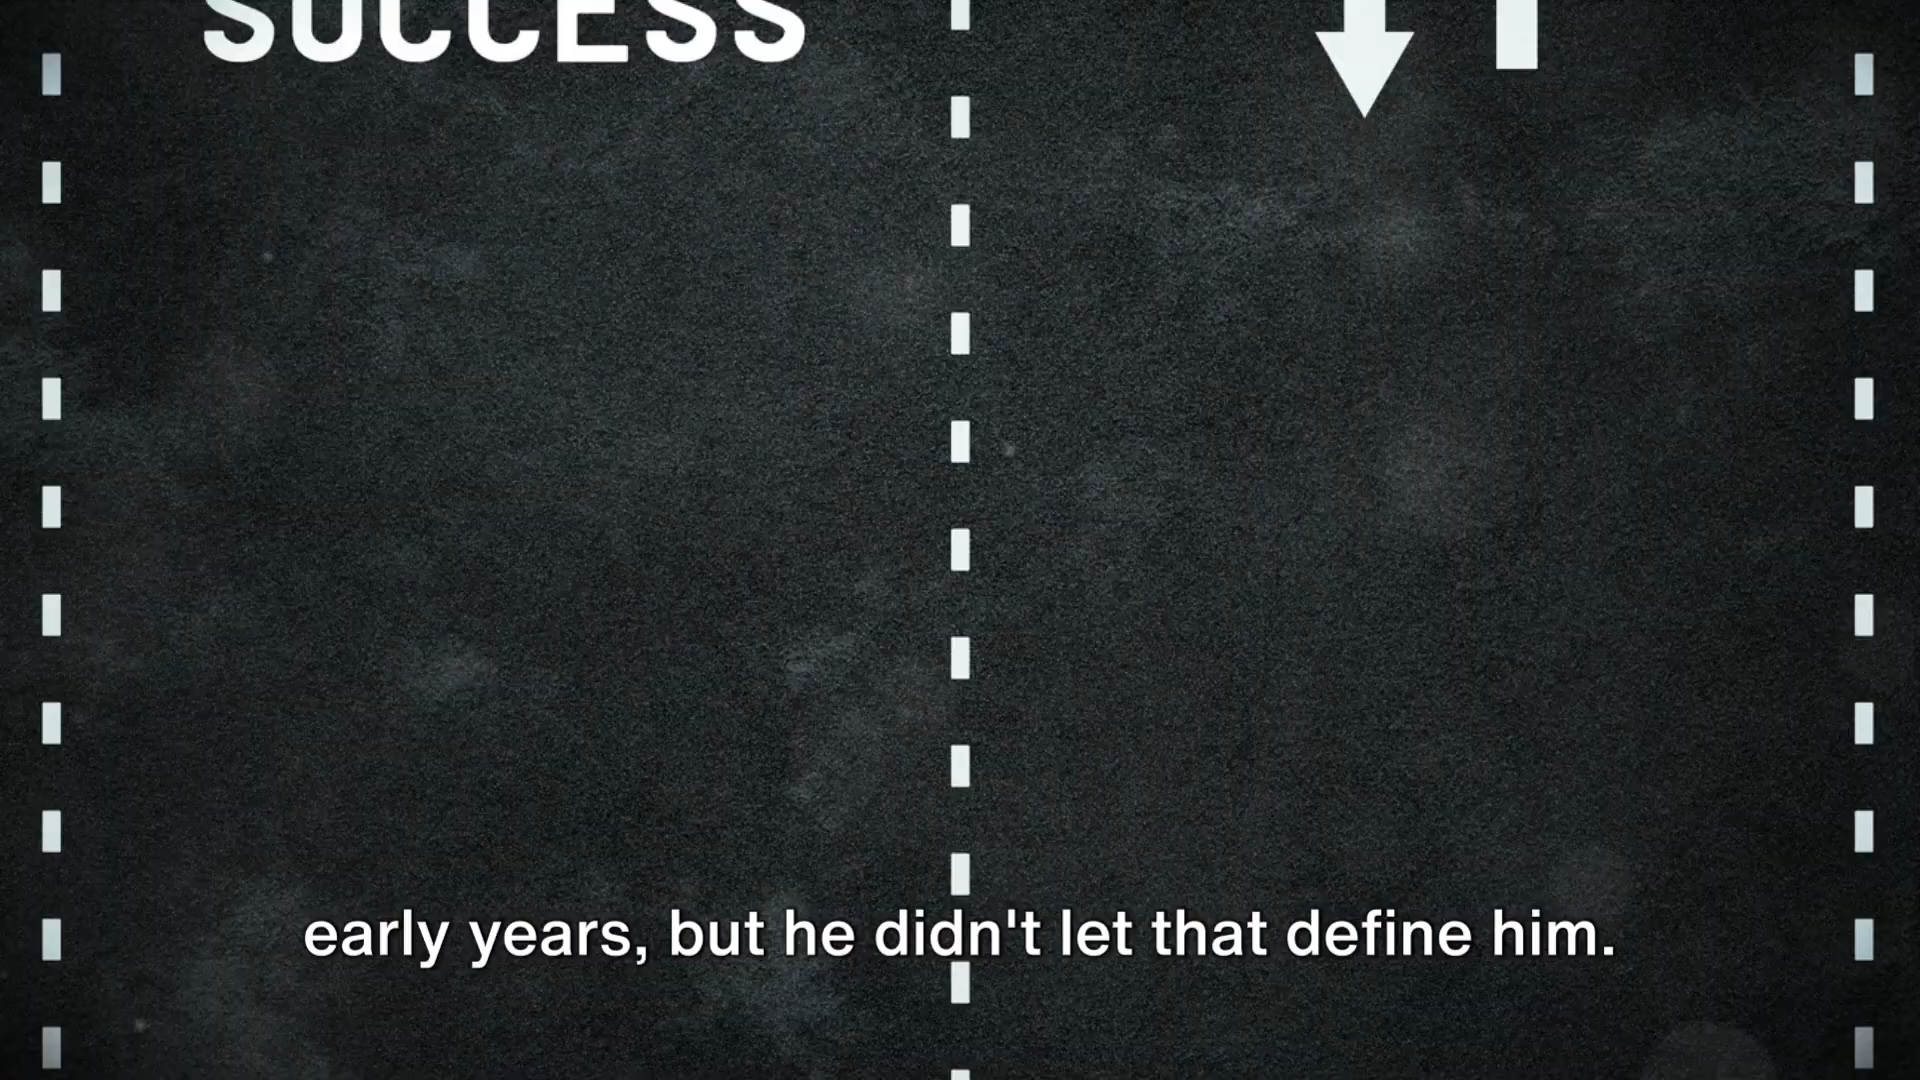 SUCCESS
early years, but he didn't let that define him.